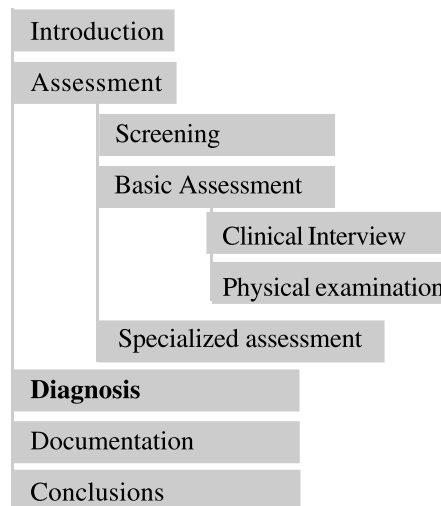 Introduction
Assessment
Screening
Basic Assessment
Clinical Interview
Physical examination
Specialized assessment
Diagnosis
Documentation
Conclusions